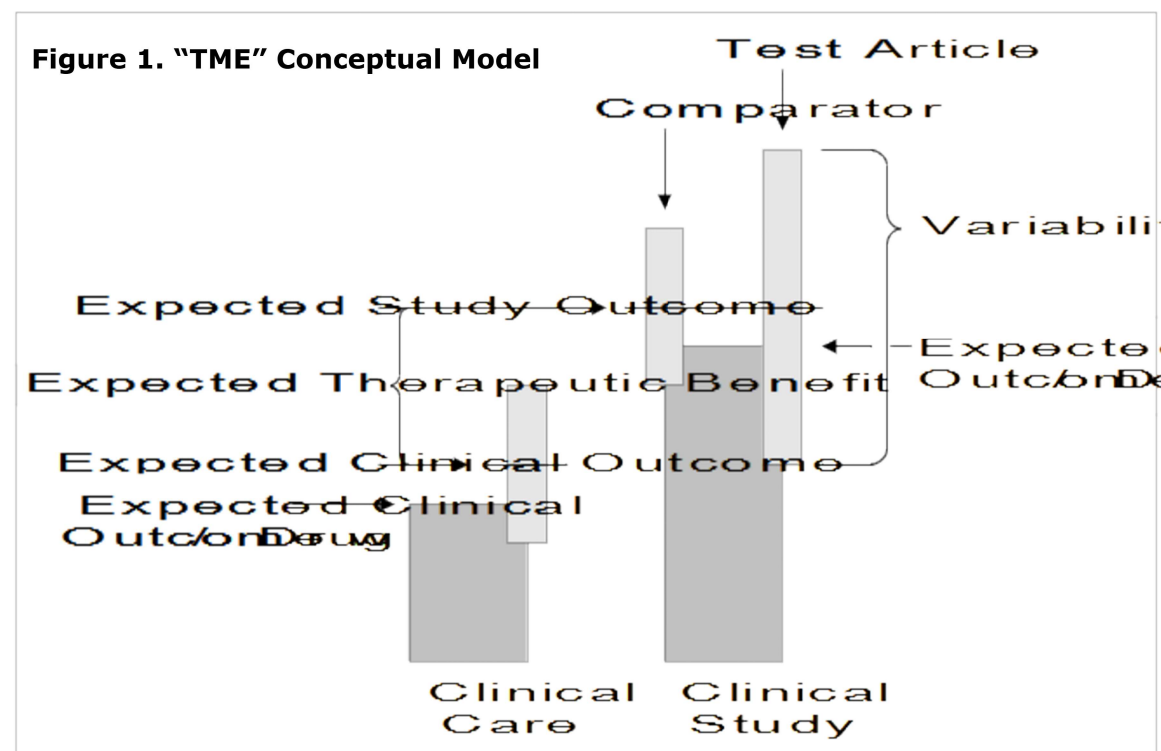 Figure 1. “TME” Conceptual Model
Test Article
Comparator
Expected Study Outcome
Expected Therapeutic Benefit
Expected Clinical Outcome
Expected Clinical
Clinical
Care
Clinical
Study